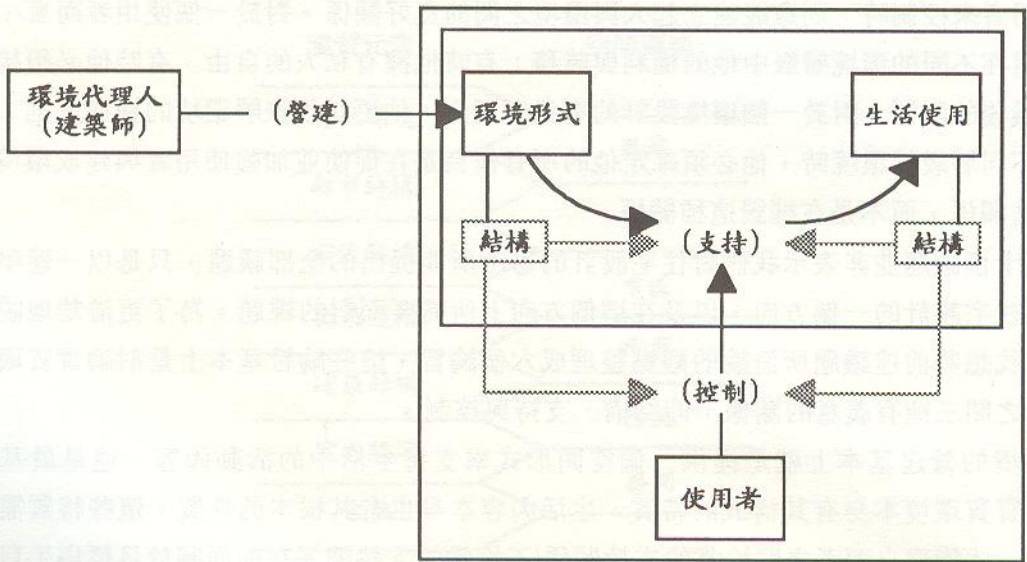 環境代理人
(建築師)
(營建)
環境形式
生活使用
結構
(支持)
結構
(控制)
使用者